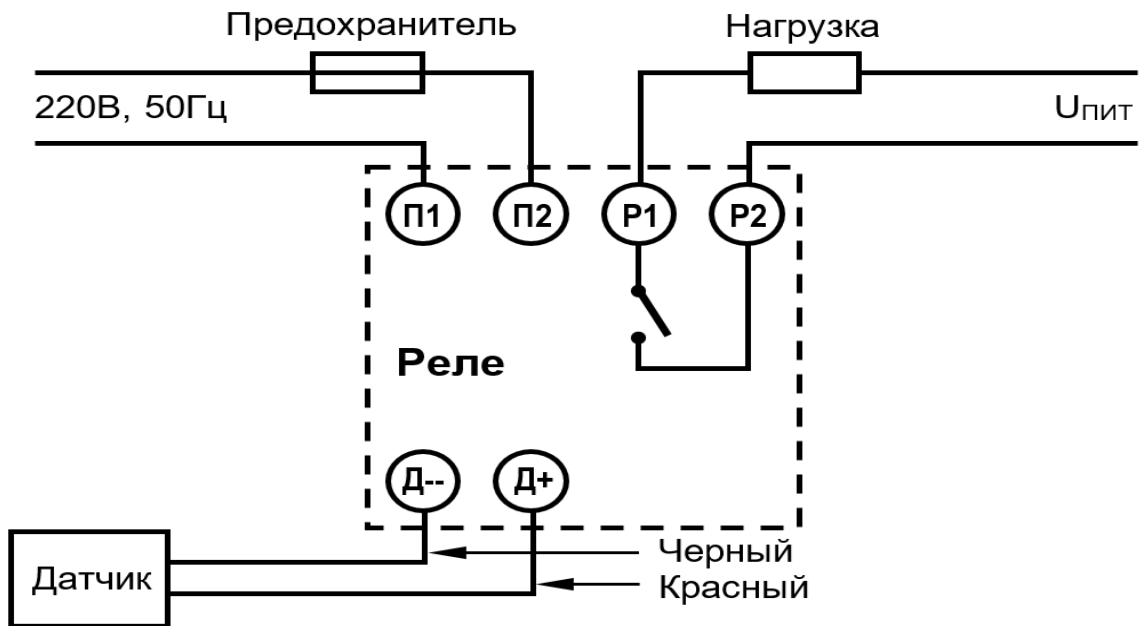 Предохранитель
Нагрузка
220В, 50Гц
Uпит
П1
П2
Р1
Р2
Реле
Д--
Д+
Черный
Датчик
Красный